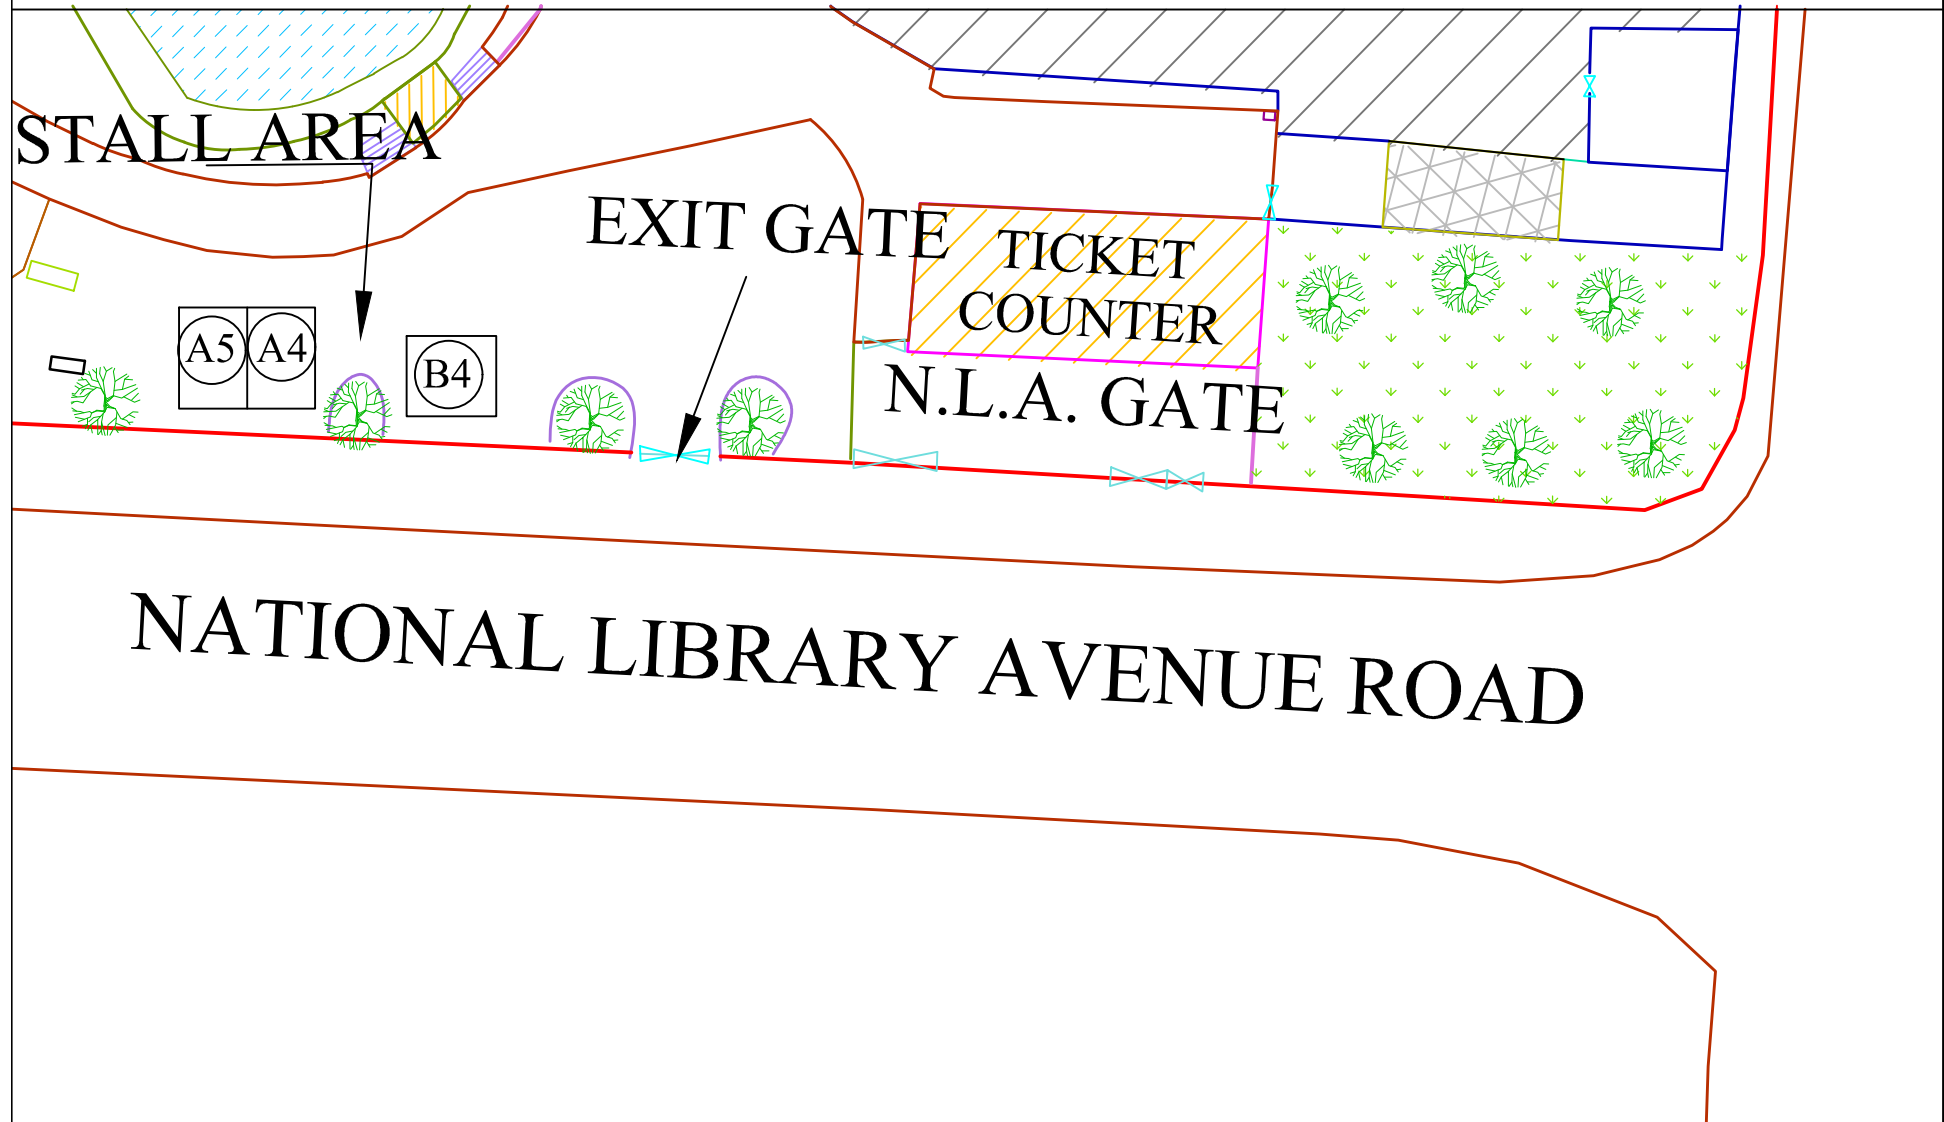 STALL AREA
EXIT GATE
TICKET
COUNTER
A5
A4
B4
N.L.A. GATE
NATIONAL LIBRARY AVENUE ROAD